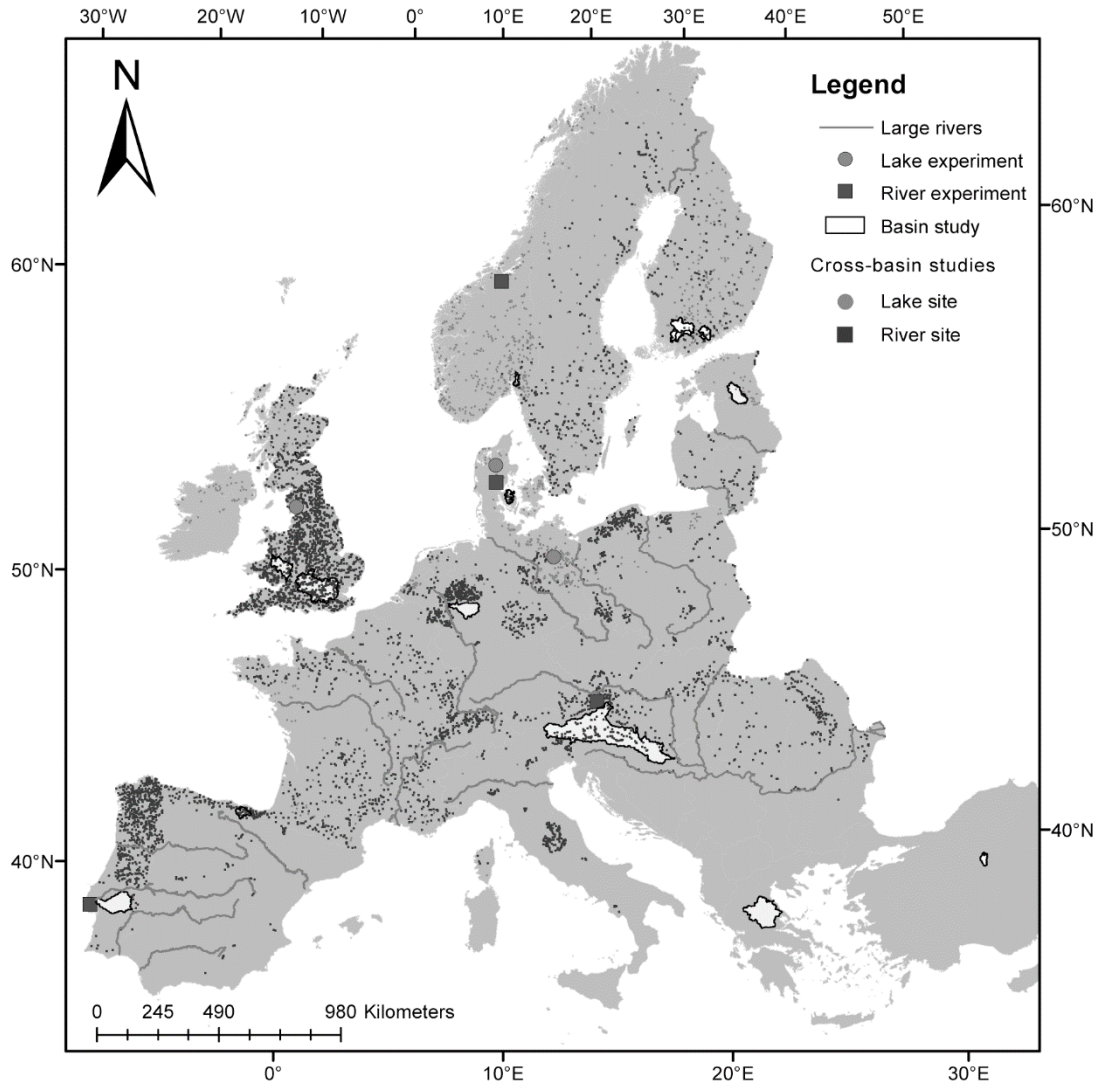 30°W 20°W 10°W 0° 10°E 20°E 30°E 40°E 50°E
N
Legend
Large rivers
Lake experiment
River experiment
Basin study
Cross-basin studies
Lake site
River site
60°N
60°N
50°N
50°N
40°N
40°N
0 245 490 980 Kilometers
0° 10°E 20°E 30°E